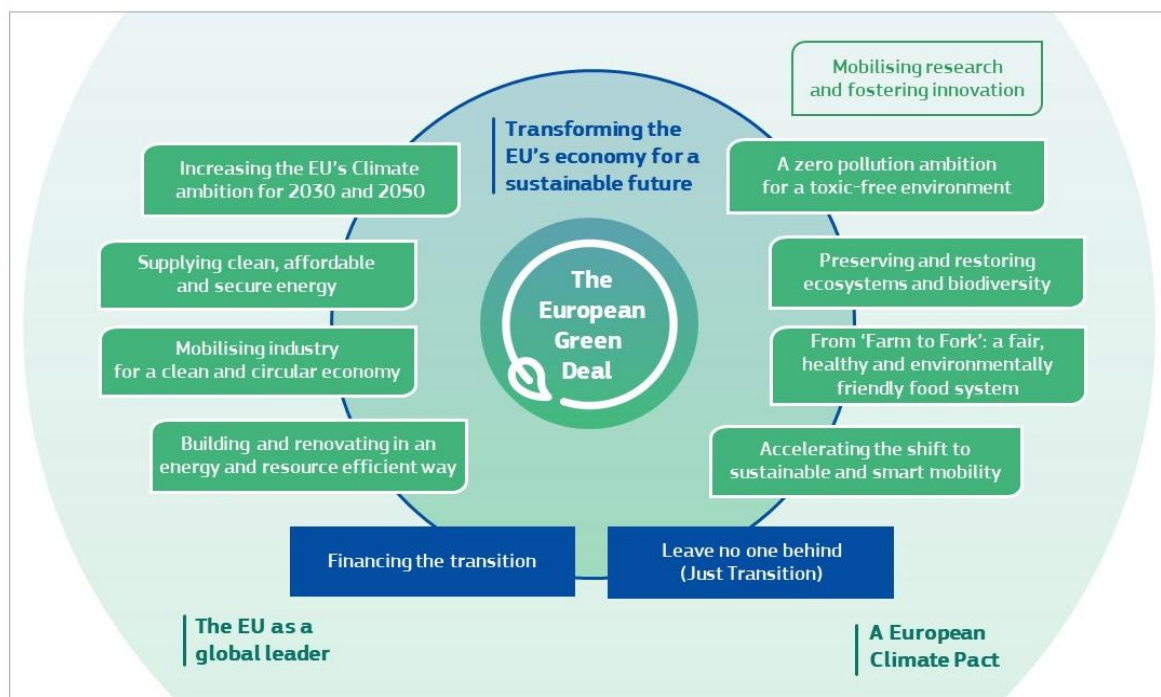 Mobilising research
and fostering innovation
Transforming the
EU's economy for a
sustainable future
Increasing the EU's Climate
ambition for 2030 and 2050
A zero pollution ambition
for a toxic-free environment
Supplying clean, affordable
and secure energy
Preserving and restoring
ecosystems and biodiversity
The
European
Green
Deal
Mobilising industry
for a clean and circular economy
From ‘Farm to Fork’: a fair,
healthy and environmentally
friendly food system
Building and renovating in an
energy and resource efficient way
Accelerating the shift to
sustainable and smart mobility
Financing the transition
Leave no one behind
(Just Transition)
The EU as a
global leader
A European
Climate Pact